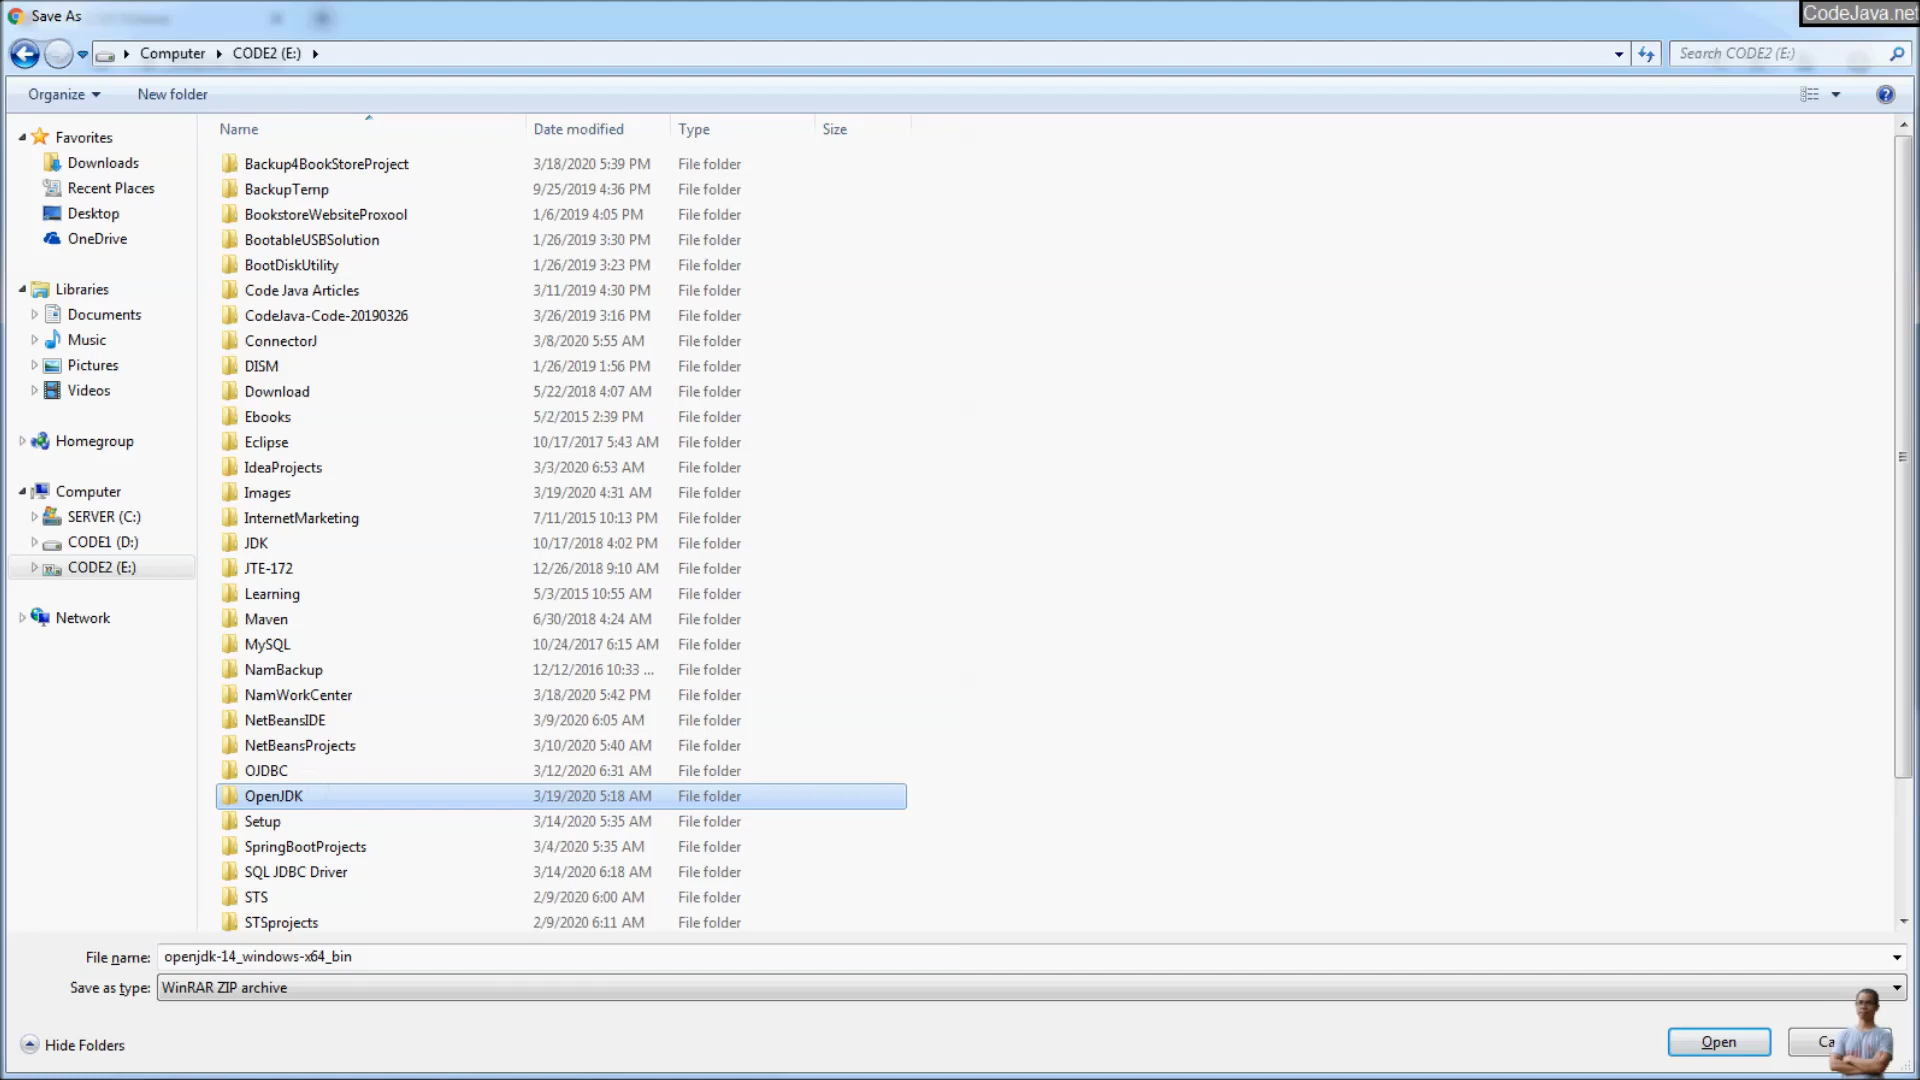 Save As
CodeJava.net
Computer CODE2 (E:)
Search CODE2 (E:)
Organize New folder
Name Date modified Type Size
Favorites
Downloads
Recent Places
Desktop
OneDrive
Libraries
Documents
Music
Pictures
Videos
Homegroup
Computer
SERVER (C:)
CODE1 (D:)
CODE2 (E:)
Network
Backup4BookStoreProject 3/18/2020 5:39 PM File folder
BackupTemp 9/25/2019 4:36 PM File folder
BookstoreWebsiteProxool 1/6/2019 4:05 PM File folder
BootableUSBSolution 1/26/2019 3:30 PM File folder
BootDiskUtility 1/26/2019 3:23 PM File folder
Code Java Articles 3/11/2019 4:30 PM File folder
CodeJava-Code-20190326 3/26/2019 3:16 PM File folder
ConnectorJ 3/8/2020 5:55 AM File folder
DISM 1/26/2019 1:56 PM File folder
Download 5/22/2018 4:07 AM File folder
Ebooks 5/2/2015 2:39 PM File folder
Eclipse 10/17/2017 5:43 AM File folder
IdeaProjects 3/3/2020 6:53 AM File folder
Images 3/19/2020 4:31 AM File folder
InternetMarketing 7/11/2015 10:13 PM File folder
JDK 10/17/2018 4:02 PM File folder
JTE-172 12/26/2018 9:10 AM File folder
Learning 5/3/2015 10:55 AM File folder
Maven 6/30/2018 4:24 AM File folder
MySQL 10/24/2017 6:15 AM File folder
NamBackup 12/12/2016 10:33 ... File folder
NamWorkCenter 3/18/2020 5:42 PM File folder
NetBeansIDE 3/9/2020 6:05 AM File folder
NetBeansProjects 3/10/2020 5:40 AM File folder
OJDBC 3/12/2020 6:31 AM File folder
OpenJDK 3/19/2020 5:18 AM File folder
Setup 3/14/2020 5:35 AM File folder
SpringBootProjects 3/4/2020 5:35 AM File folder
SQL JDBC Driver 3/14/2020 6:18 AM File folder
STS 2/9/2020 6:00 AM File folder
STSprojects 2/9/2020 6:11 AM File folder
File name: openjdk-14_windows-x64_bin
Save as type: WinRAR ZIP archive
Hide Folders
Open
Ca